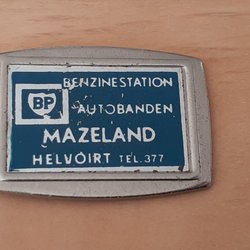 BENZINESTATION
BP
AUTOBANDEN
MAZELAND
HELVOIRT TEL. 377